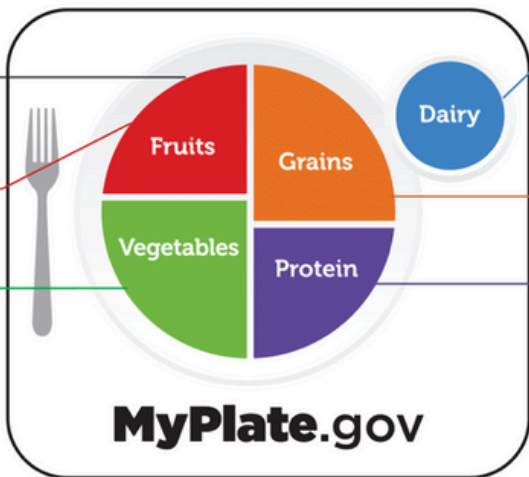 Fruits
Grains
Dairy
Vegetables
Protein
MyPlate.gov